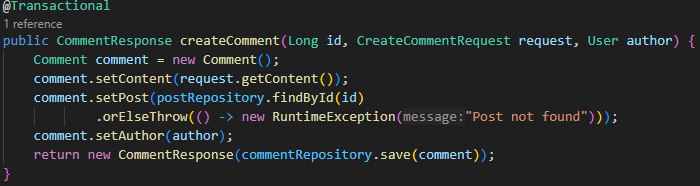 @Transactional
1 reference
public CommentResponse createComment(Long id, CreateCommentRequest request, User author) {
    Comment comment = new Comment();
    comment.setContent(request.getContent());
    comment.setPost(postRepository.findById(id)
            .orElseThrow(() -> new RuntimeException(message:"Post not found")));
    comment.setAuthor(author);
    return new CommentResponse(commentRepository.save(comment));
}